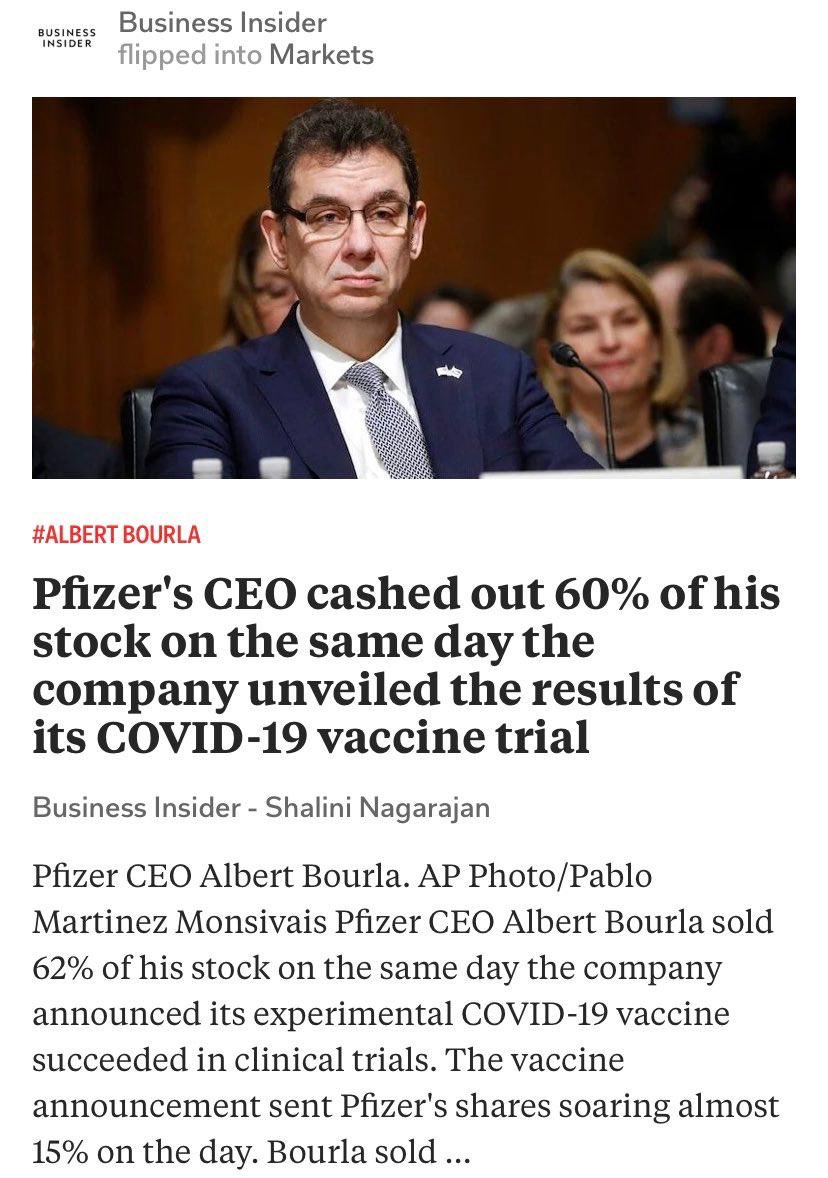 BUSINESS
INSIDER
Business Insider
flipped into Markets
#ALBERT BOURLA
Pfizer's CEO cashed out 60% of his
stock on the same day the
company unveiled the results of
its COVID-19 vaccine trial
Business Insider - Shalini Nagarajan
Pfizer CEO Albert Bourla. AP Photo/Pablo
Martinez Monsivais Pfizer CEO Albert Bourla sold
62% of his stock on the same day the company
announced its experimental COVID-19 vaccine
succeeded in clinical trials. The vaccine
announcement sent Pfizer's shares soaring almost
15% on the day. Bourla sold ...